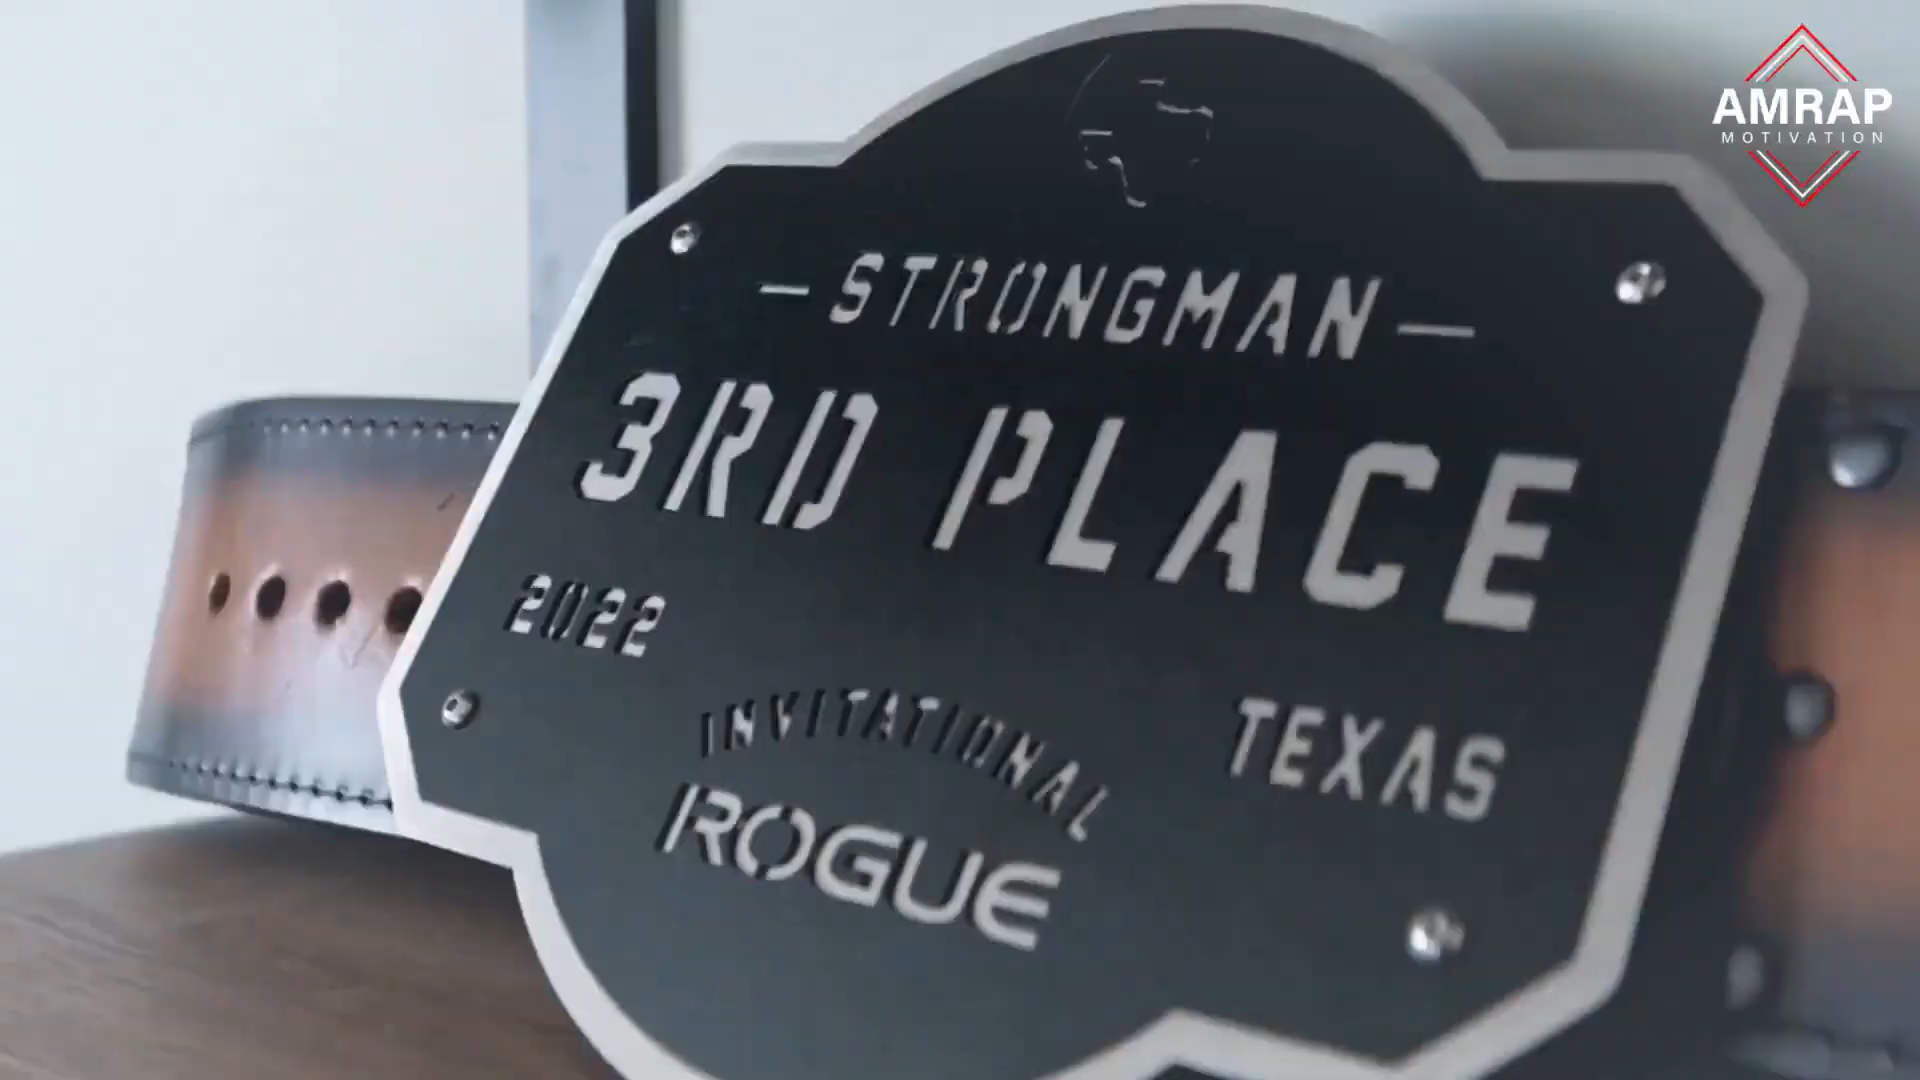 AMRAP
MOTIVATION
— STRONGMAN —
3RD PLACE
2022
TEXAS
INVITATIONAL
ROGUE